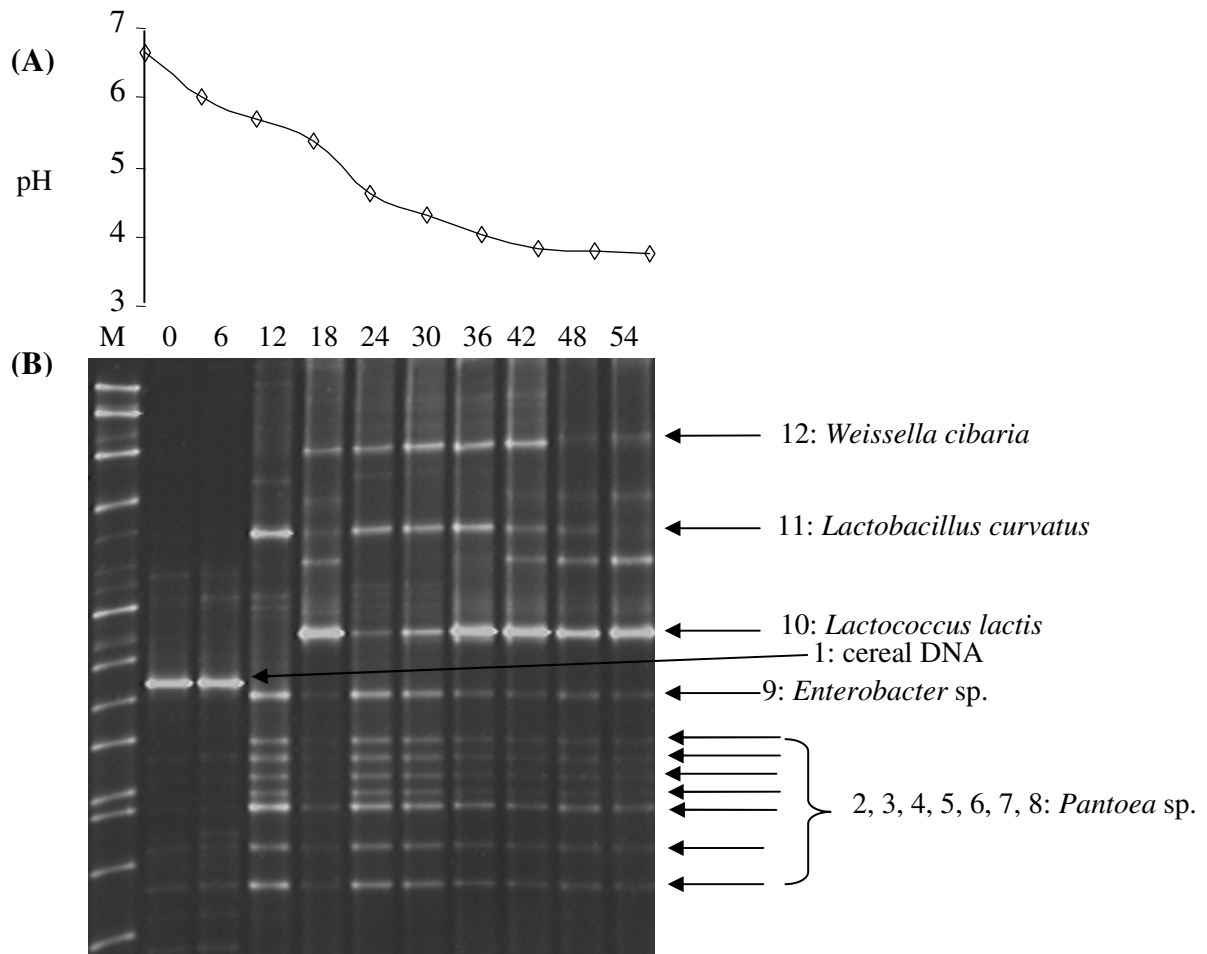 7
(A)
6
5
pH
4
3
M 0 6 12 18 24 30 36 42 48 54
(B)
12: Weissella cibaria
11: Lactobacillus curvatus
10: Lactococcus lactis
1: cereal DNA
9: Enterobacter sp.
2, 3, 4, 5, 6, 7, 8: Pantoea sp.